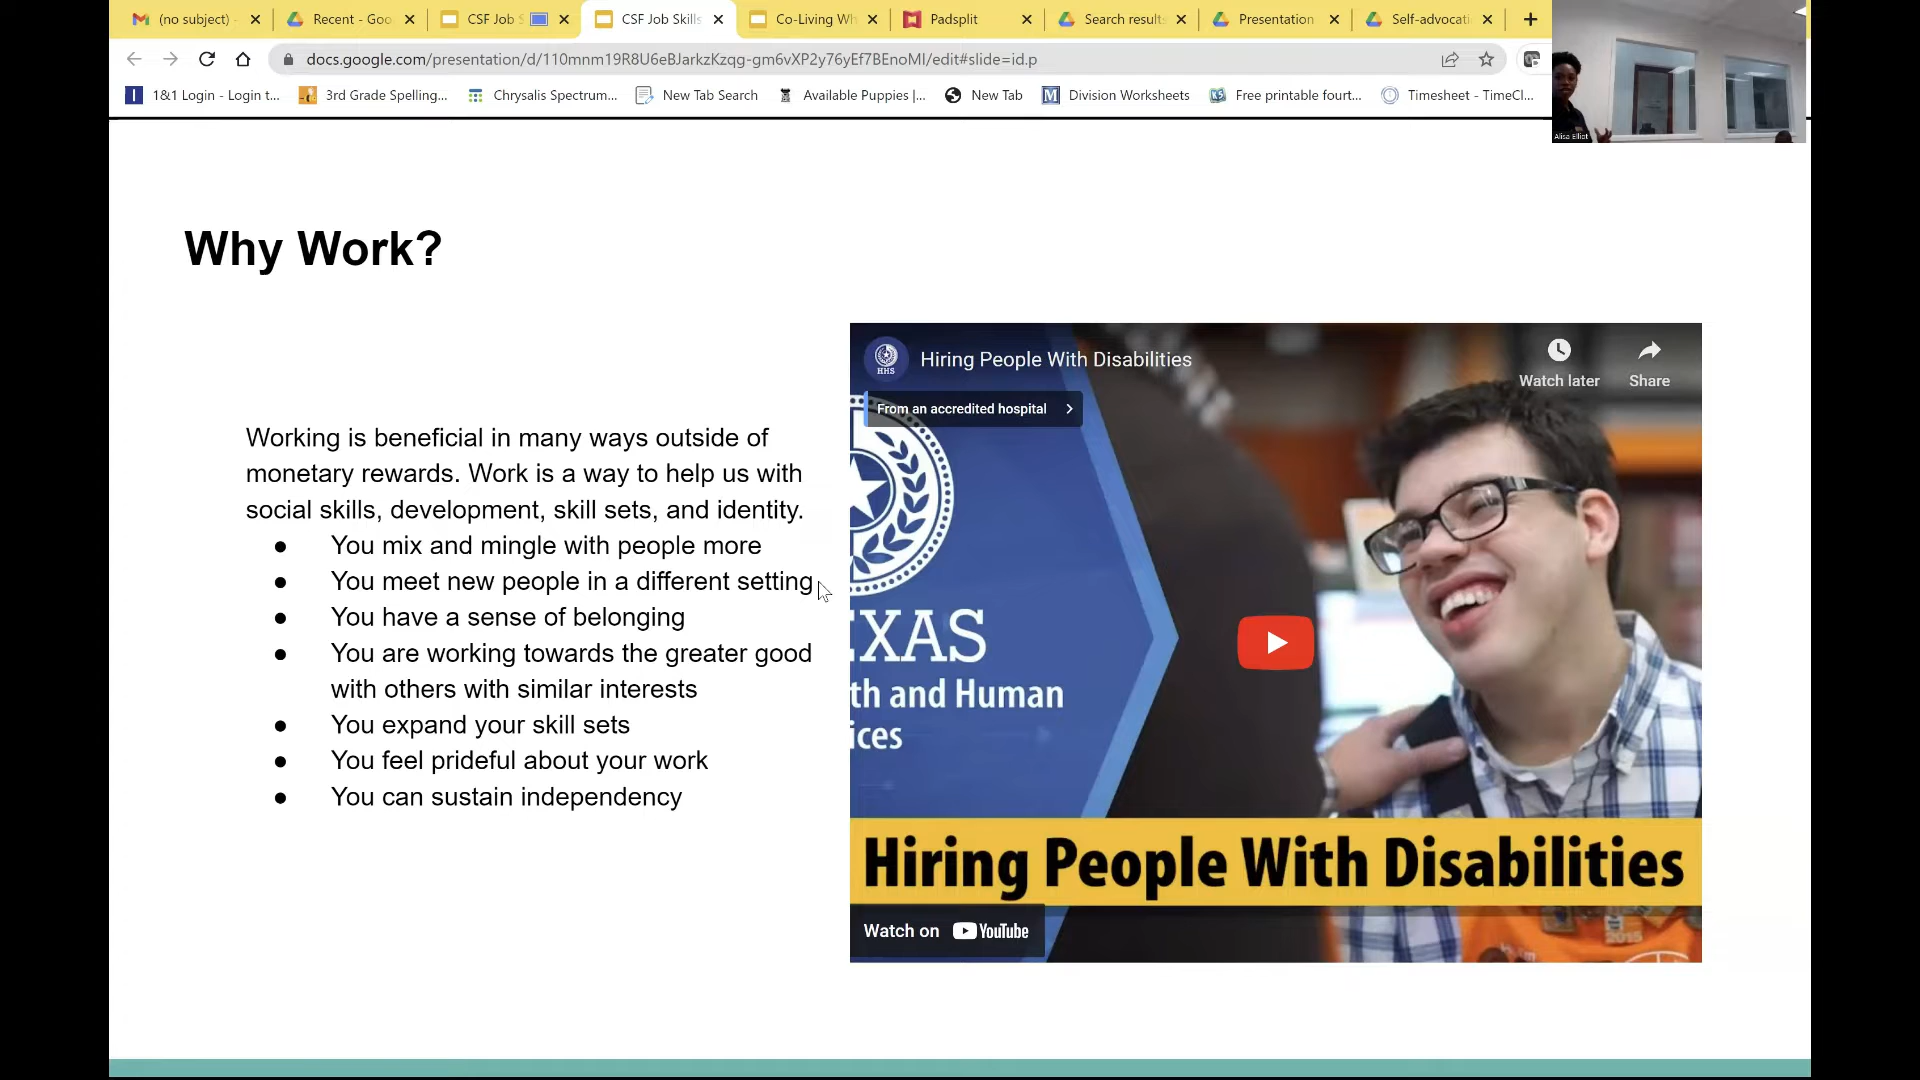 (no subject)
Recent - Goo
CSF Job S
CSF Job Skills
Co-Living Wh
Padsplit
Search results
Presentation
Self-advocati
docs.google.com/presentation/d/110mnm19R8U6eBJarkzKzqg-gm6vXP2y76yEf7BEnoMI/edit#slide=id.p
1&1 Login - Login t...
3rd Grade Spelling...
Chrysalis Spectrum...
New Tab Search
Available Puppies |...
New Tab
Division Worksheets
Free printable fourt...
Timesheet - TimeCl...
Alisa Elliot
Why Work?
Working is beneficial in many ways outside of
monetary rewards. Work is a way to help us with
social skills, development, skill sets, and identity.
● You mix and mingle with people more
● You meet new people in a different setting
● You have a sense of belonging
● You are working towards the greater good
with others with similar interests
● You expand your skill sets
● You feel prideful about your work
● You can sustain independency
HHS
Hiring People With Disabilities
Watch later
Share
From an accredited hospital
EXAS
th and Human
ices
Hiring People With Disabilities
Watch on YouTube
2015